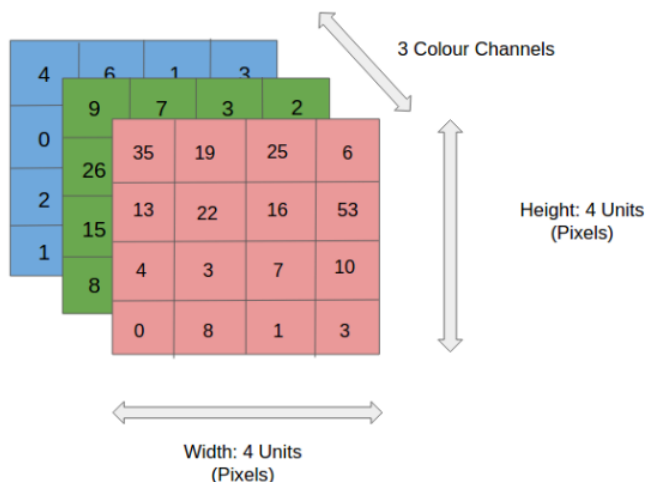 3 Colour Channels
4 6 1 3
9 7 3 2
0
35 19 25 6
26
13 22 16 53
2
Height: 4 Units
(Pixels)
15
4 3 7 10
1
8
0 8 1 3
Width: 4 Units
(Pixels)